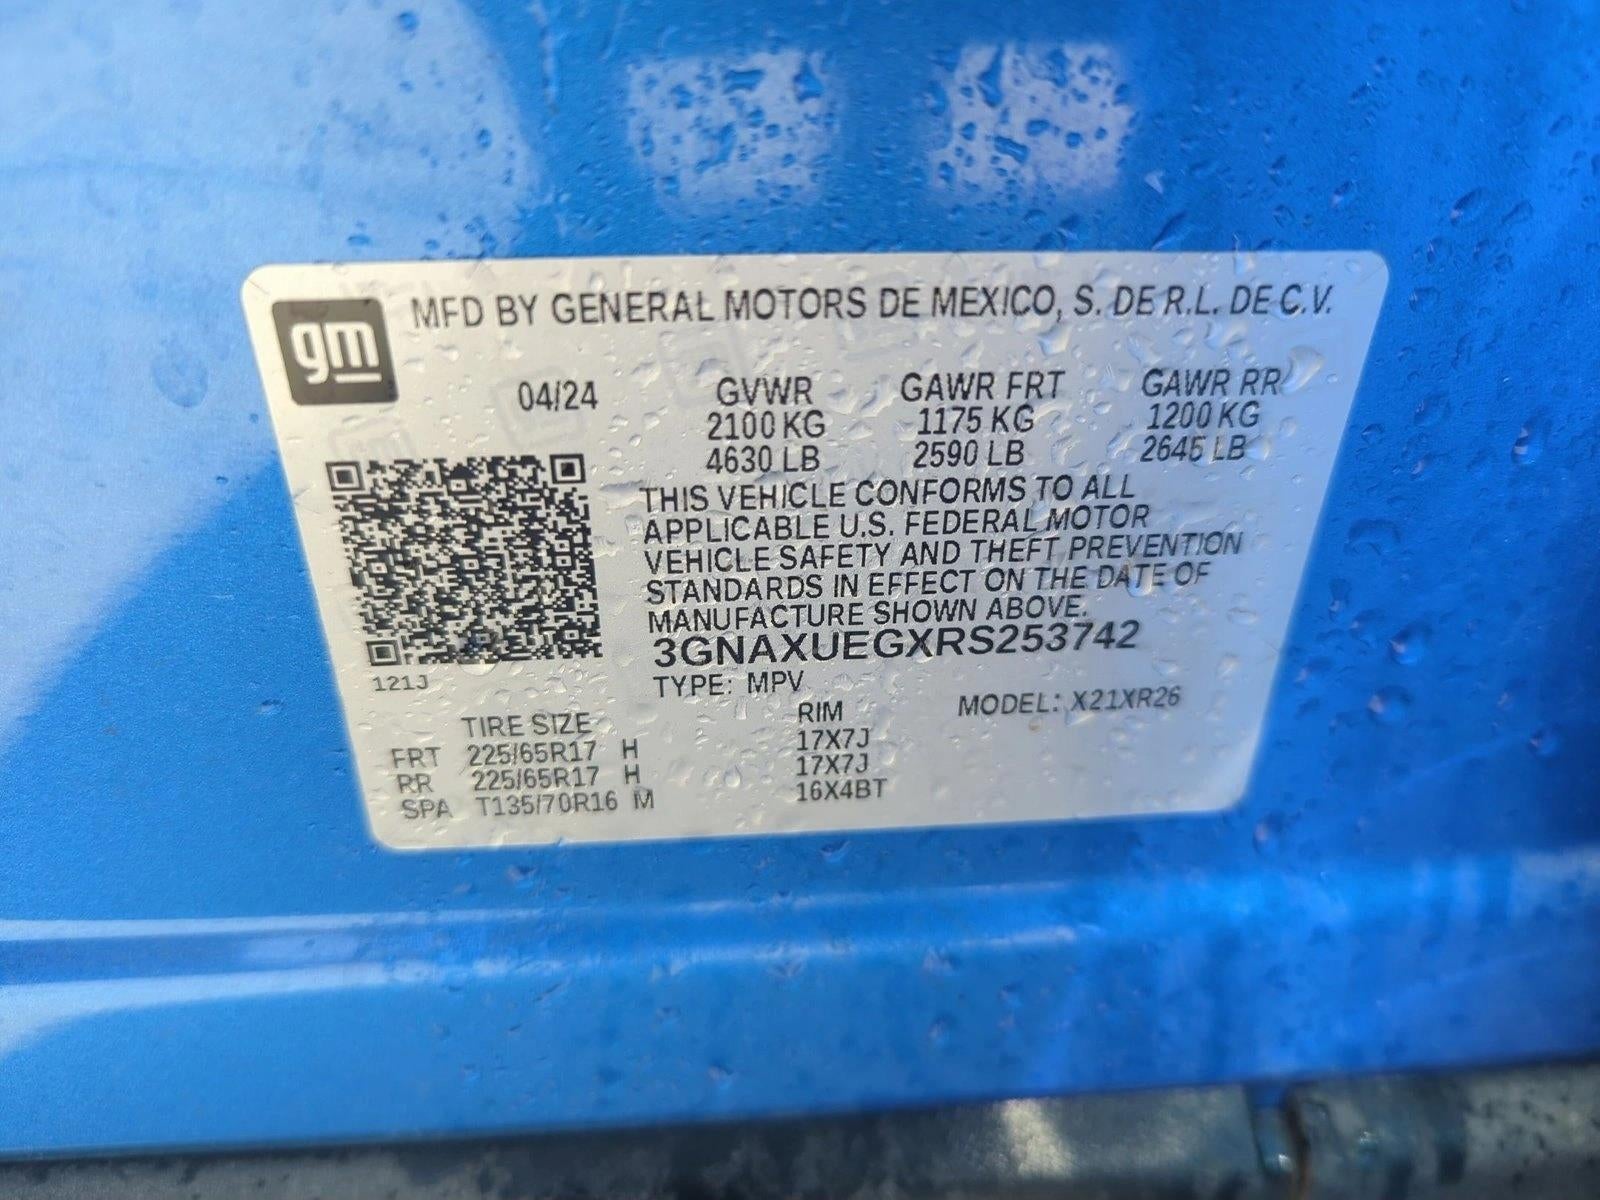 gm
MFD BY GENERAL MOTORS DE MEXICO, S. DE R.L. DE C.V.
04/24 GVWR GAWR FRT GAWR RR
2100 KG 1175 KG 1200 KG
4630 LB 2590 LB 2645 LB
THIS VEHICLE CONFORMS TO ALL
APPLICABLE U.S. FEDERAL MOTOR
VEHICLE SAFETY AND THEFT PREVENTION
STANDARDS IN EFFECT ON THE DATE OF
MANUFACTURE SHOWN ABOVE.
3GNAXUEGXRS253742
121J
TYPE: MPV
MODEL: X21XR26
TIRE SIZE RIM
FRT 225/65R17 H 17X7J
RR 225/65R17 H 17X7J
SPA T135/70R16 M 16X4BT